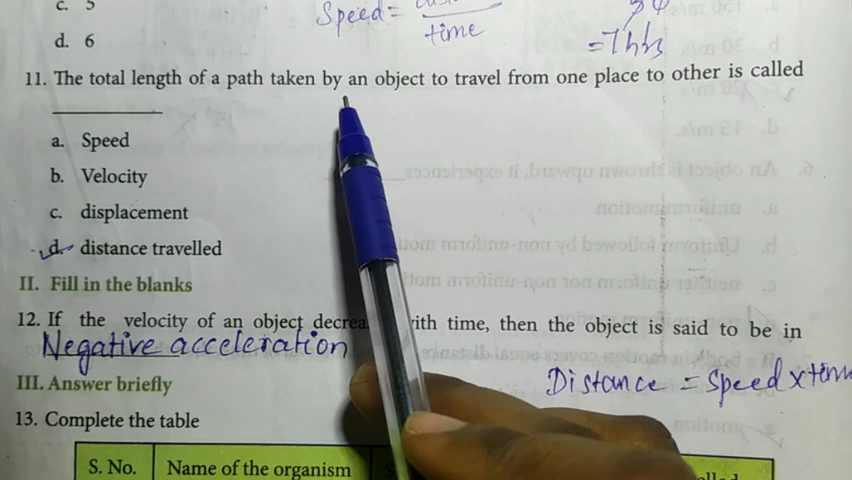 c. 5
d. 6
Speed =
time
= 7 hrs
11. The total length of a path taken by an object to travel from one place to other is called
a. Speed
b. Velocity
c. displacement
d. distance travelled
II. Fill in the blanks
12. If the velocity of an object with time, then the object is said to be in
Negative acceleration
III. Answer briefly
Distance = Speed x
13. Complete the table
S. No. Name of the organism